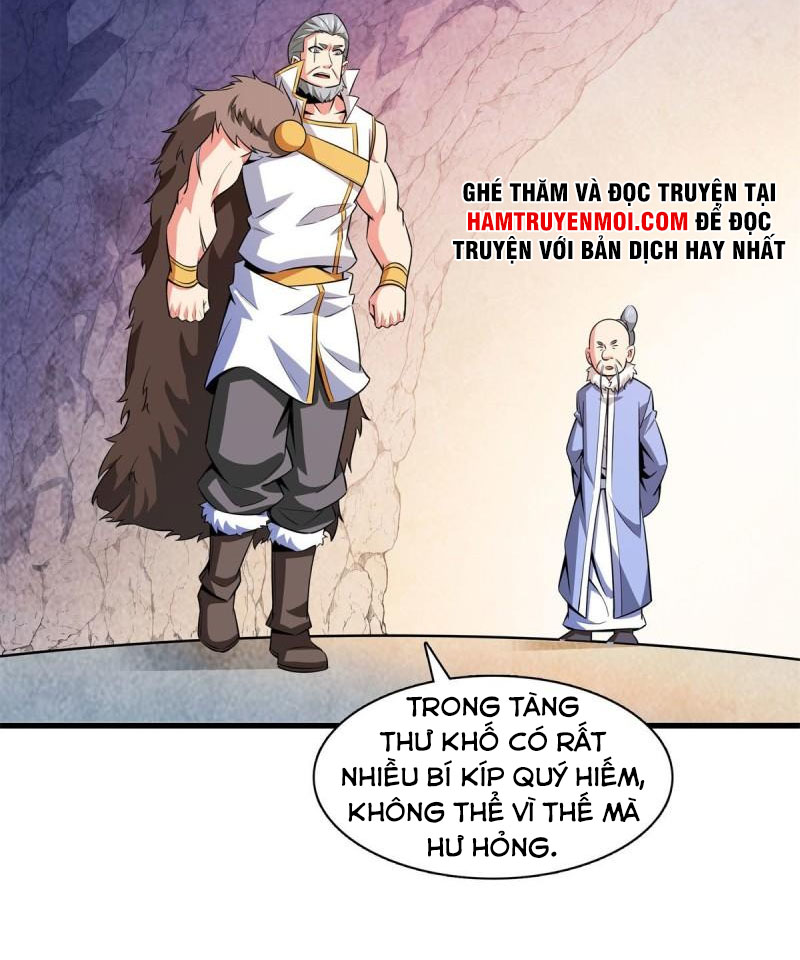 GHÉ THĂM VÀ ĐỌC TRUYỆN TẠI
HAMTRUYENMOI.COM ĐỂ ĐỌC
TRUYỆN VỚI BẢN DỊCH HAY NHẤT
TRONG TÀNG
THƯ KHỐ CÓ RẤT
NHIỀU BÍ KÍP QUÝ HIẾM,
KHÔNG THỂ VÌ THẾ MÀ
HƯ HỎNG.